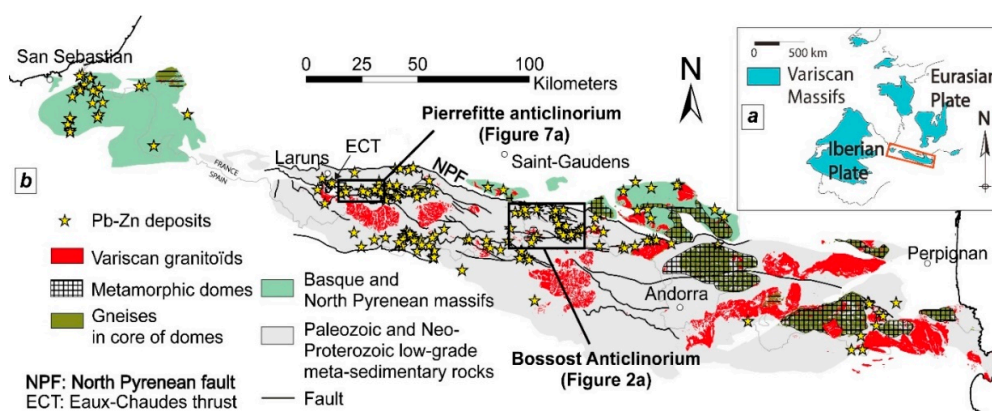 San Sebastian
0
50
100
Kilometers
N
Pierrefitte anticlinorium
(Figure 7a)
500 km
Variscan
Massifs
Eurasian
Plate
Iberian
Plate
N
a
b
FRANCE
SPAIN
Laruns
ECT
NPF
Saint-Gaudens
Perpignan
Andorra
Bossost Anticlinorium
(Figure 2a)
Pb-Zn deposits
Variscan granitoïds
Metamorphic domes
Gneises
in core of domes
Basque and
North Pyrenean massifs
Paleozoic and Neo-
Proterozoic low-grade
meta-sedimentary rocks
Fault
NPF: North Pyrenean fault
ECT: Eaux-Chaudes thrust